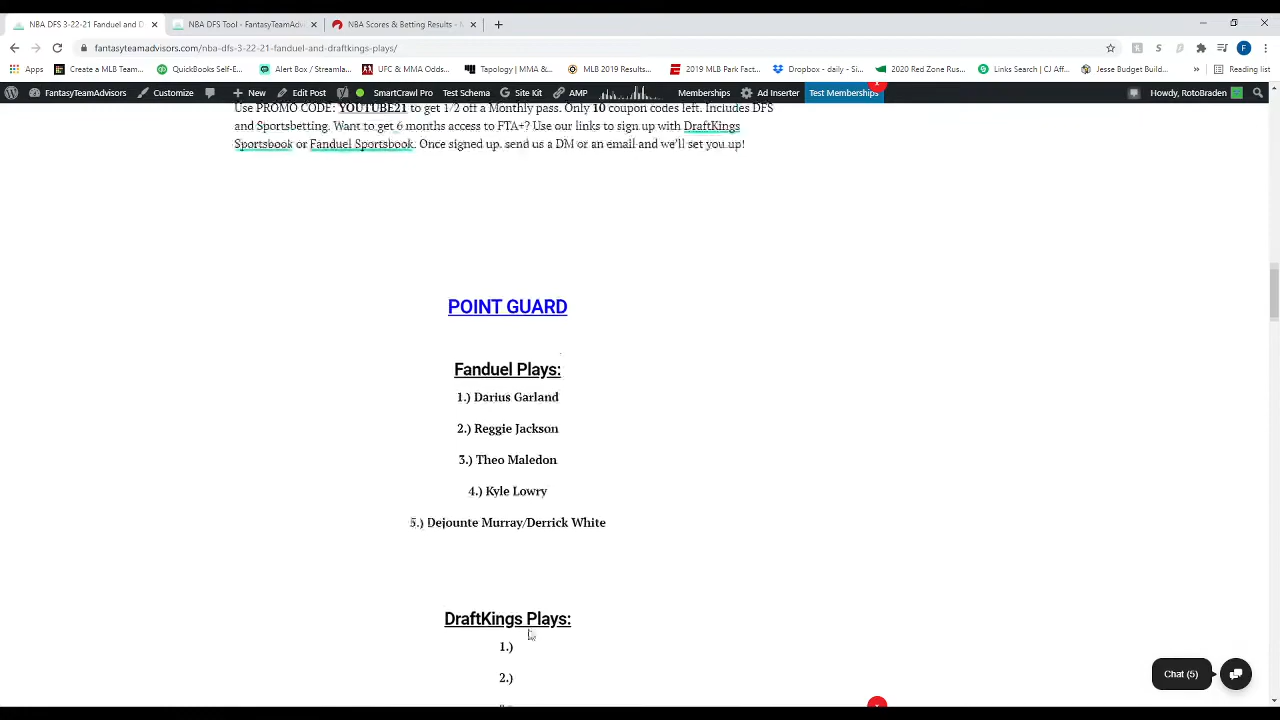 NBA DFS 3-22-21 Fanduel and D
NBA DFS Tool - FantasyTeamAdv
NBA Scores & Betting Results -
fantasyteamadvisors.com/nba-dfs-3-22-21-fanduel-and-draftkings-plays/
F
Apps
Create a MLB Team...
QuickBooks Self-E...
Alert Box / Streamla...
UFC & MMA Odds...
Tapology | MMA &...
MLB 2019 Results...
2019 MLB Park Fact...
Dropbox - daily - Si...
2020 Red Zone Rus...
Links Search | CJ Aff...
Jesse Budget Build...
Reading list
FantasyTeamAdvisors
Customize
New
Edit Post
SmartCrawl Pro
Testing Schema
Site Kit
AMP
Memberships
Ad Inserter
Test Memberships
Howdy, RotoBraden
Use PROMO CODE: YOUTUBE21 to get 1/2 off a Monthly pass. Only 10 coupon codes left. Includes DFS
and Sportsbetting. Want to get 6 months access to FTA+? Use our links to sign up with DraftKings
Sportsbook or Fanduel Sportsbook. Once signed up, send us a DM or an email and we'll set you up!
POINT GUARD
Fanduel Plays:
1.) Darius Garland
2.) Reggie Jackson
3.) Theo Maledon
4.) Kyle Lowry
5.) Dejounte Murray/Derrick White
DraftKings Plays:
1.)
2.)
Chat (5)